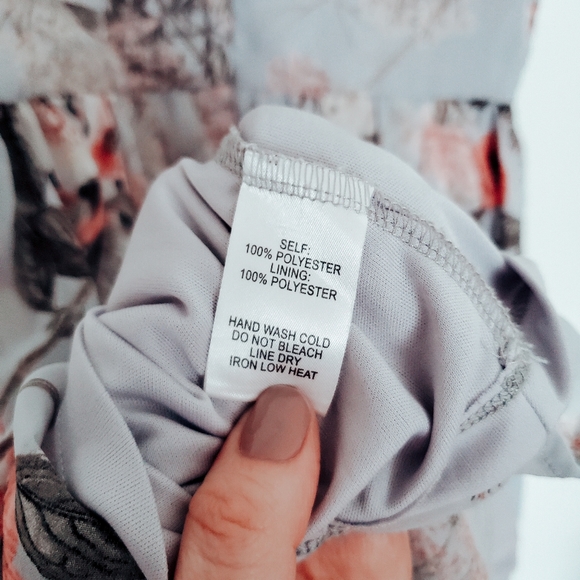 SELF:
100% POLYESTER
LINING:
100% POLYESTER
HAND WASH COLD
DO NOT BLEACH
LINE DRY
IRON LOW HEAT